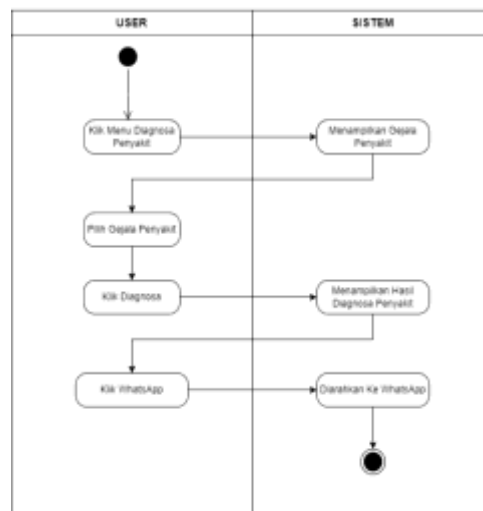 USER
SISTEM
Klik Menu Diagnosa
Penyakit
Menampilkan Gejala
Penyakit
Pilih Gejala Penyakit
Klik Diagnosa
Menampilkan Hasil
Diagnosa Penyakit
Klik WhatsApp
Diarahkan Ke WhatsApp